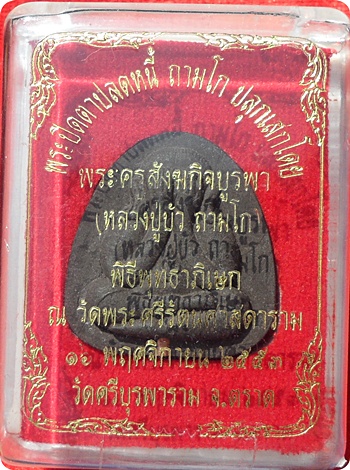 พระปิดตาปลดหนี้ ถามโก ปลุกเสกโดย
พระครูสังฆกิจบูรพา
(หลวงปู่บัว ถามโก)
พิธีพุทธาภิเษก
ณ วัดพระศรีรัตนศาสดาราม
๑๖ พฤศจิกายน ๒๕๕๓
วัดศรีบุรพาราม จ.ตราด